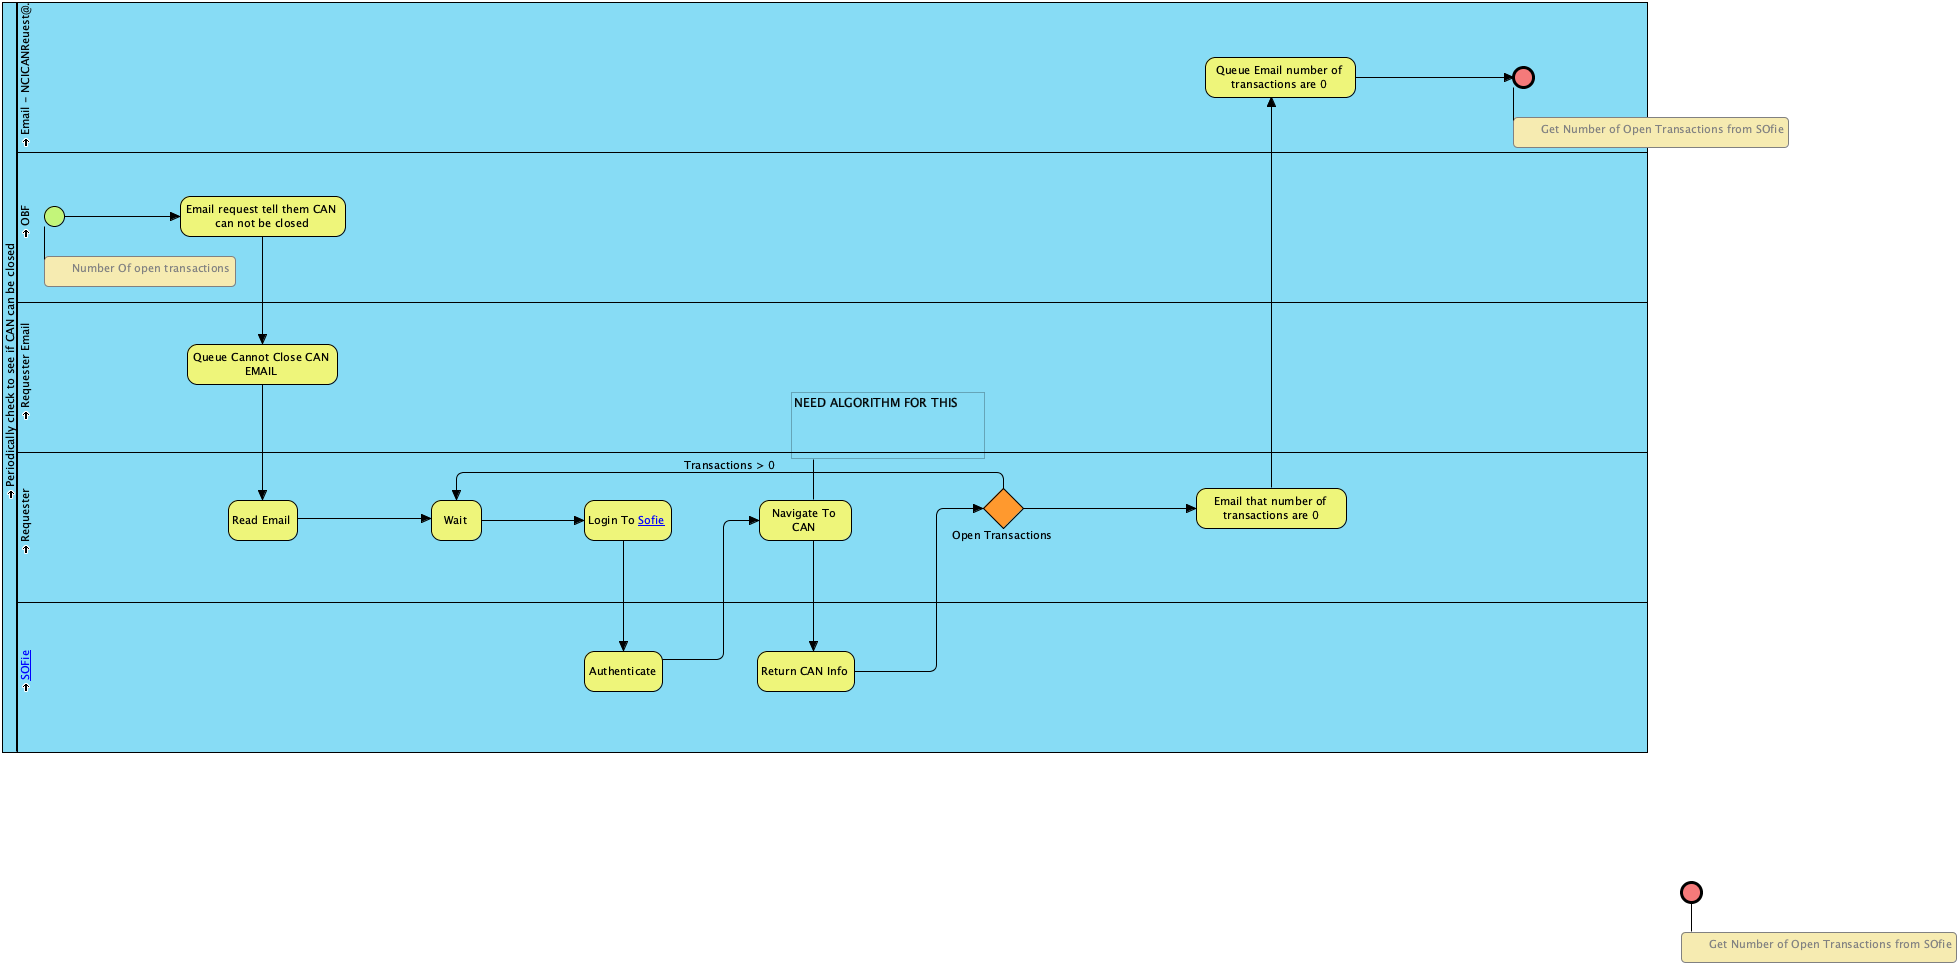 Periodically check to see if CAN can be closed
Email - NCICANReuest@.
Queue Email number of
transactions are 0
Get Number of Open Transactions from SOfie
OBF
Email request tell them CAN
can not be closed
Number Of open transactions
Requester Email
Queue Cannot Close CAN
EMAIL
NEED ALGORITHM FOR THIS
Requester
Transactions > 0
Read Email
Wait
Login To Sofie
Navigate To
CAN
Open Transactions
Email that number of
transactions are 0
SOFie
Authenticate
Return CAN Info
Get Number of Open Transactions from SOfie